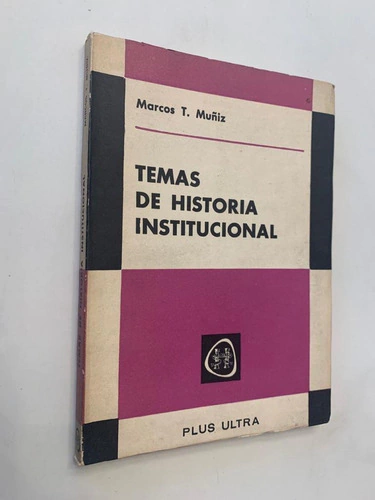 Marcos T. Muñiz
TEMAS
DE HISTORIA
INSTITUCIONAL
PLUS ULTRA